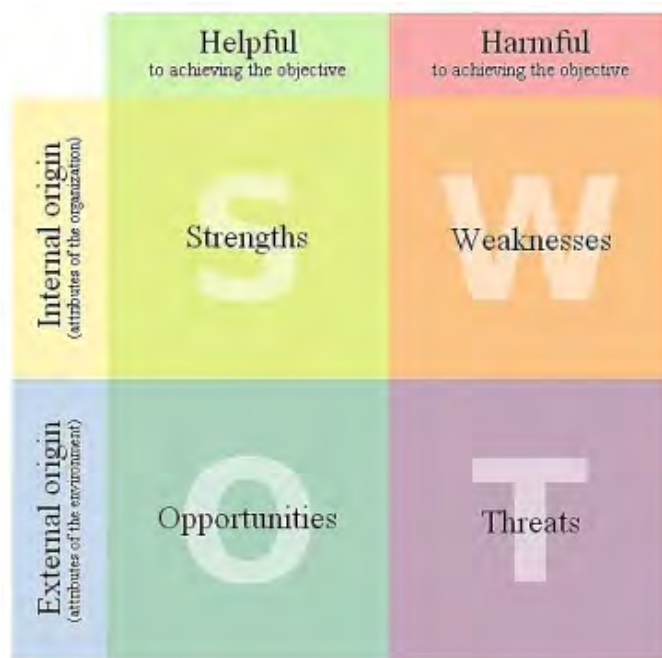 Helpful
to achieving the objective
Harmful
to achieving the objective
Internal origin
(attributes of the organization)
S
Strengths
W
Weaknesses
External origin
(attributes of the environment)
O
Opportunities
T
Threats